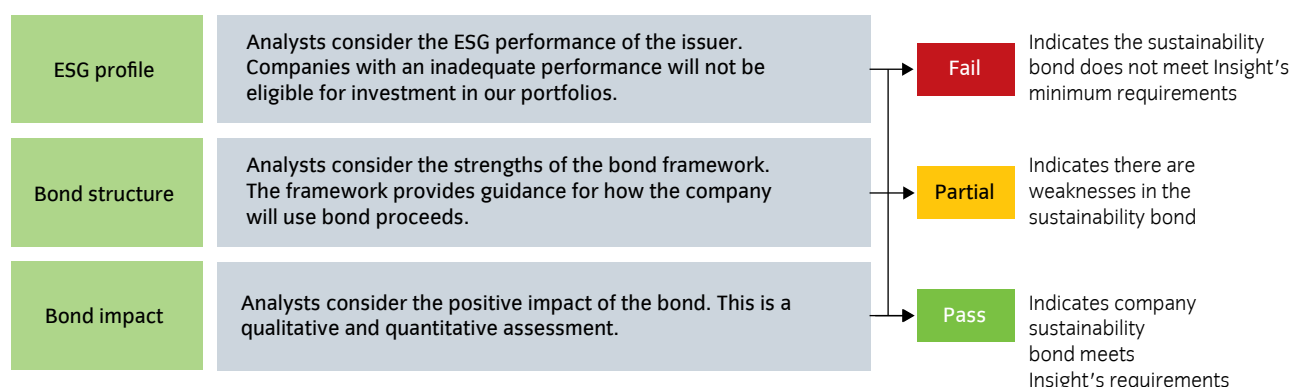 ESG profile
Analysts consider the ESG performance of the issuer.
Companies with an inadequate performance will not be
eligible for investment in our portfolios.
Fail
Indicates the sustainability
bond does not meet Insight's
minimum requirements
Bond structure
Analysts consider the strengths of the bond framework.
The framework provides guidance for how the company
will use bond proceeds.
Partial
Indicates there are
weaknesses in the
sustainability bond
Bond impact
Analysts consider the positive impact of the bond. This is a
qualitative and quantitative assessment.
Pass
Indicates company
sustainability
bond meets
Insight's requirements